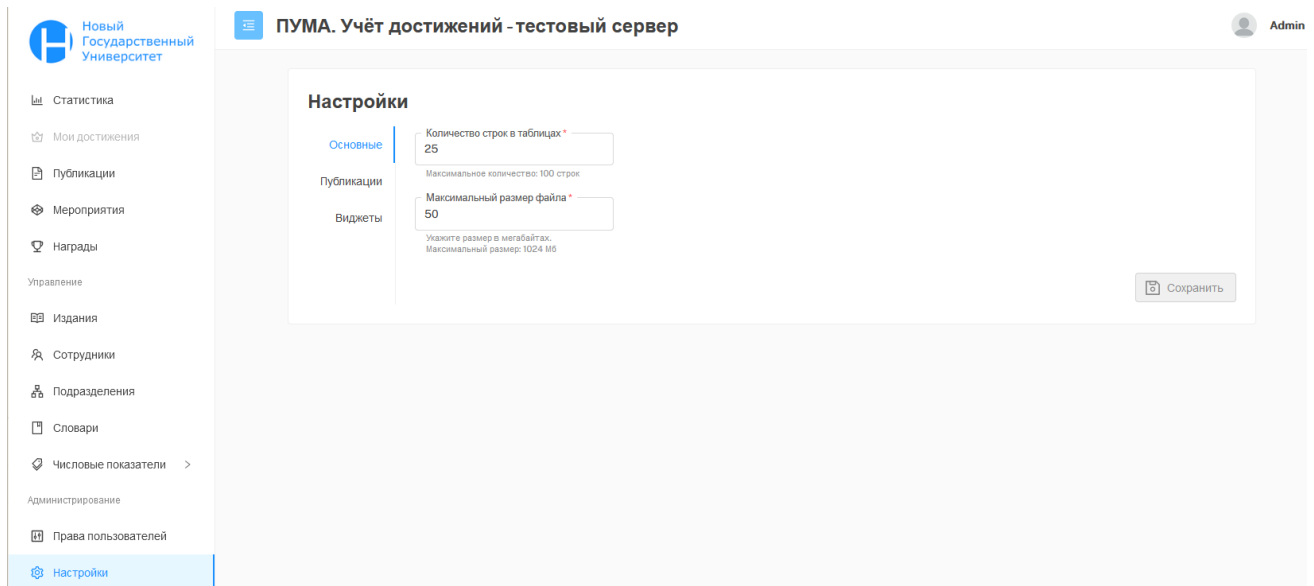 Новый
Государственный
Университет
ПУМА. Учёт достижений - тестовый сервер
Admin
Статистика
Мои достижения
Публикации
Мероприятия
Награды
Управление
Издания
Сотрудники
Подразделения
Словари
Числовые показатели >
Администрирование
Права пользователей
Настройки
Настройки
Основные
Публикации
Виджеты
Количество строк в таблицах *
25
Максимальное количество: 100 строк
Максимальный размер файла *
50
Укажите размер в мегабайтах.
Максимальный размер: 1024 Мб
Сохранить